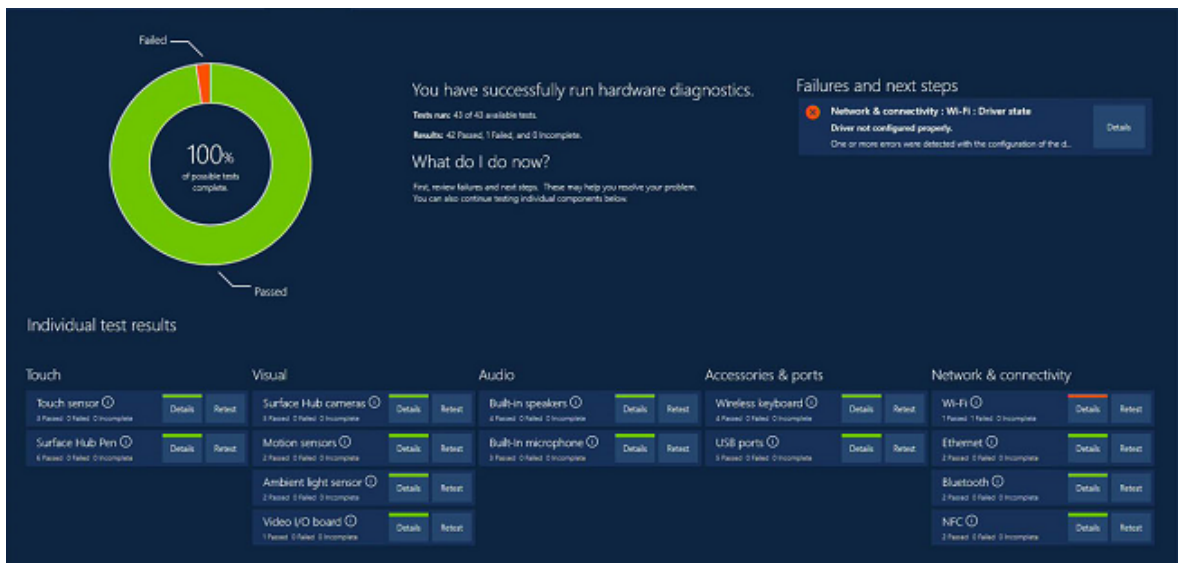 Failed
100%
of possible tests
complete.
Passed
You have successfully run hardware diagnostics.
Tests run: 43 of 43 available tests.
Results: 42 Passed, 1 Failed, and 0 Incomplete.
What do I do now?
First, review failures and next steps. These may help you resolve your problem.
You can also continue testing individual components below.
Failures and next steps
Network & connectivity : Wi-Fi : Driver state
Driver not configured properly.
One or more errors were detected with the configuration of the d...
Details
Individual test results
Touch
Touch sensor
3 Passed 0 Failed 0 Incomplete
Details Retest
Surface Hub Pen
6 Passed 0 Failed 0 Incomplete
Details Retest
Visual
Surface Hub cameras
Passed 0 Failed 0 Incomplete
Details Retest
Motion sensors
2 Passed 0 Failed 0 Incomplete
Details Retest
Ambient light sensor
2 Passed 0 Failed 0 Incomplete
Details Retest
Video I/O board
1 Passed 0 Failed 0 Incomplete
Details Retest
Audio
Built-in speakers
4 Passed 0 Failed 0 Incomplete
Details Retest
Built-in microphone
3 Passed 0 Failed 0 Incomplete
Details Retest
Accessories & ports
Wireless keyboard
4 Passed 0 Failed 0 Incomplete
Details Retest
USB ports
5 Passed 0 Failed 0 Incomplete
Details Retest
Network & connectivity
Wi-Fi
1 Passed 1 Failed 0 Incomplete
Details Retest
Ethernet
2 Passed 0 Failed 0 Incomplete
Details Retest
Bluetooth
2 Passed 0 Failed 0 Incomplete
Details Retest
NFC
2 Passed 0 Failed 0 Incomplete
Details Retest